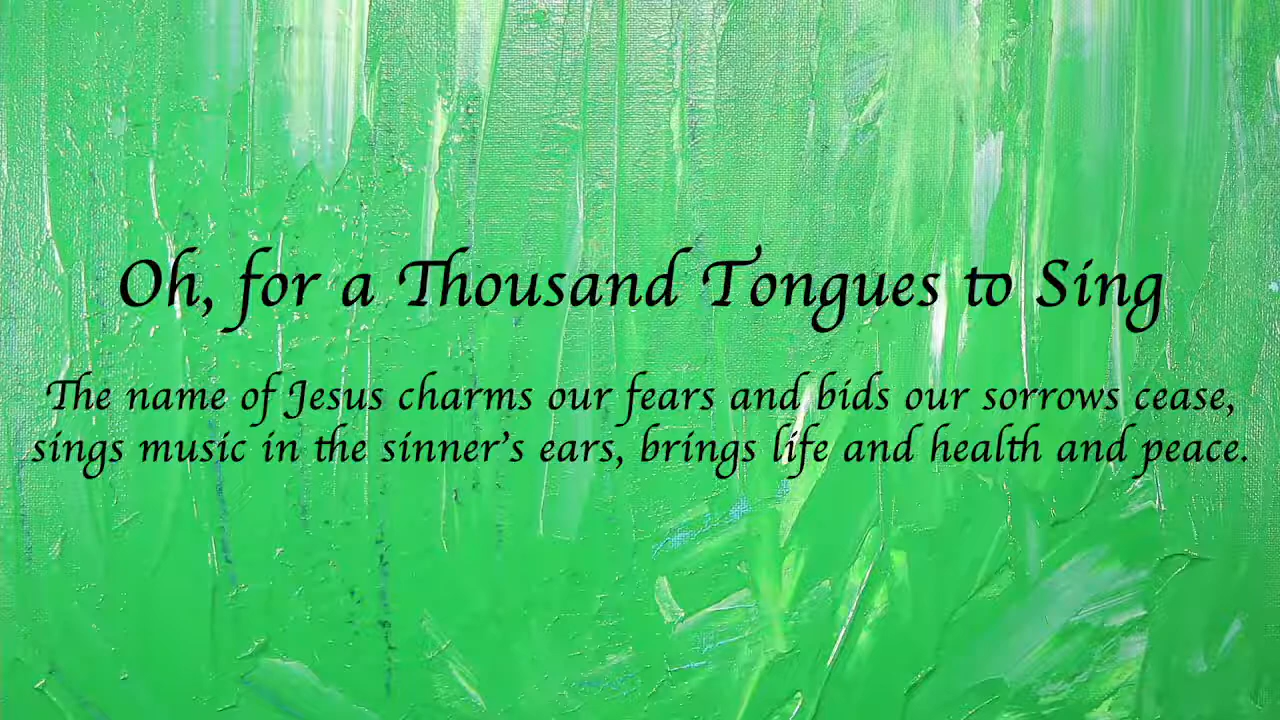 Oh, for a Thousand Tongues to Sing
The name of Jesus charms our fears and bids our sorrows cease,
sings music in the sinner's ears, brings life and health and peace.